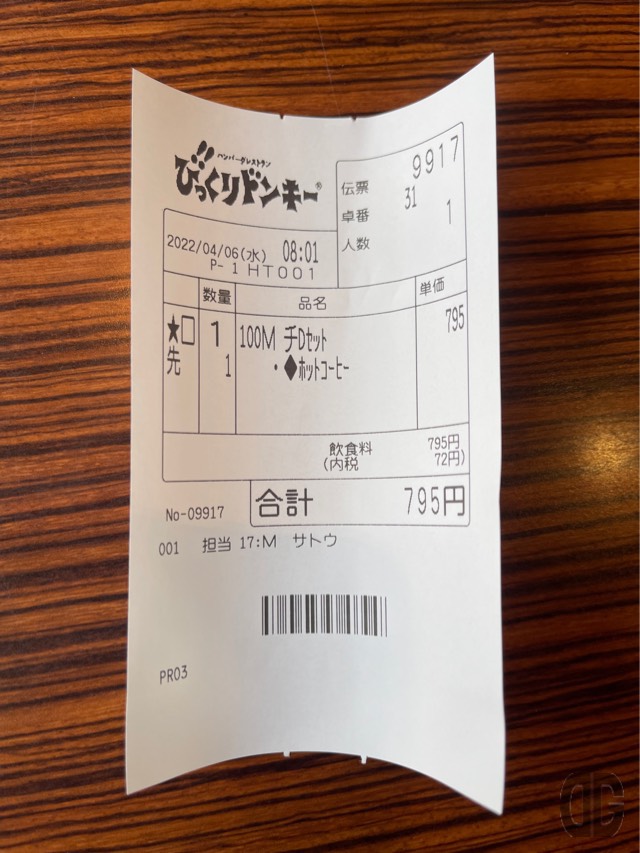 ハンバーグレストラン
びっくりドンキー®
伝票 9917
卓番 31
人数 1
2022/04/06(水) 08:01
P- 1 HT001
数量 品名 単価
★□ 1 100M チDセット 795
先 1 ・◆ホットコーヒー
飲食料 795円
(内税 72円)
合計 795円
No-09917
001 担当 17:M サトウ
PR03